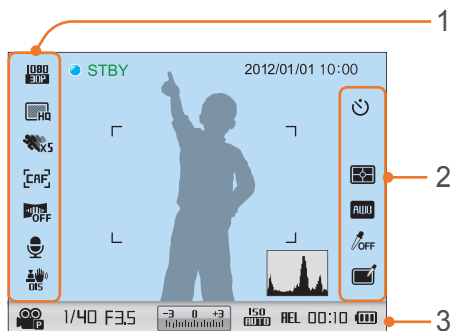 1
1080
30P
STBY
2012/01/01 10:00
HQ
x5
CAF
2
OFF
AWB
OFF
OIS
P
1/40 F3.5
-3 0 +3
ISO
AUTO
REL 00:10
3